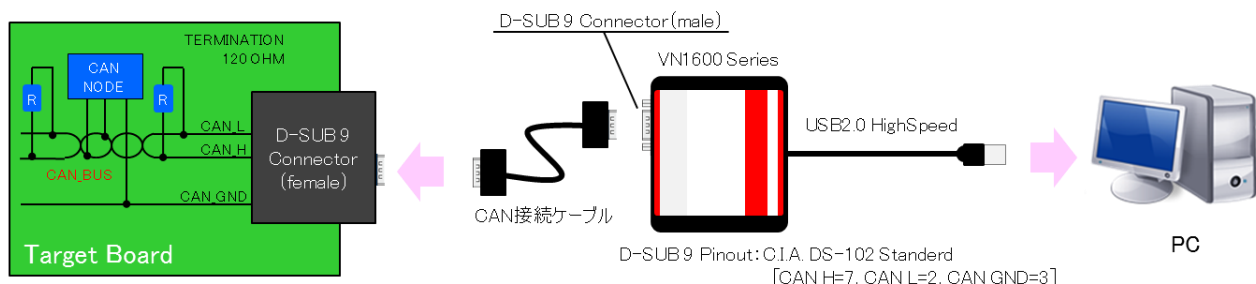 TERMINATION
120 OHM
CAN
NODE
R
R
CAN_L
CAN_H
CAN_BUS
CAN_GND
D-SUB 9
Connector
(female)
Target Board
CAN接続ケーブル
D-SUB 9 Connector(male)
VN1600 Series
USB2.0 HighSpeed
D-SUB 9 Pinout:C.I.A. DS-102 Standerd
[CAN H=7, CAN L=2, CAN GND=3]
PC